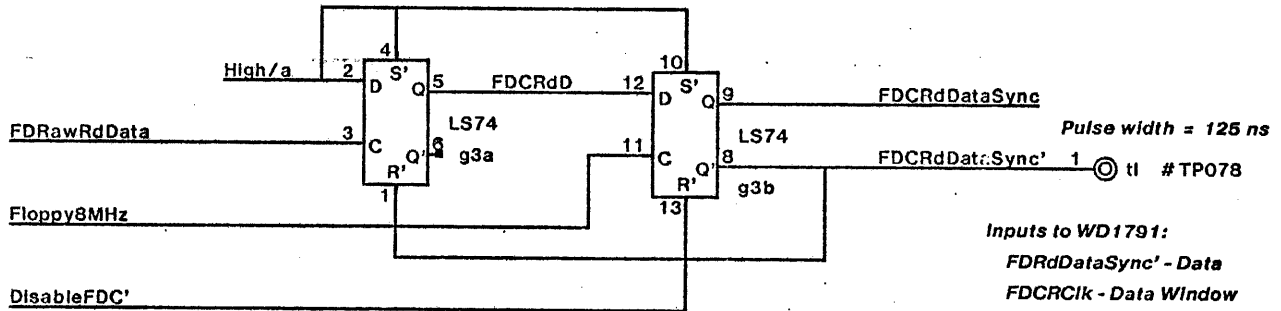 4 10
High/a 2 D S' Q 5 FDCRdD 12 D S' Q 9 FDCRdDataSync
LS74 LS74 Pulse width = 125 ns
FDRawRdData 3 C Q' 6 g3a 11 C Q' 8 FDCRdDataSync' 1 tl #TP078
R' R' g3b
1 13
Floppy8MHz
Inputs to WD1791:
FDRdDataSync' - Data
DisableFDC' FDCRClk - Data Window